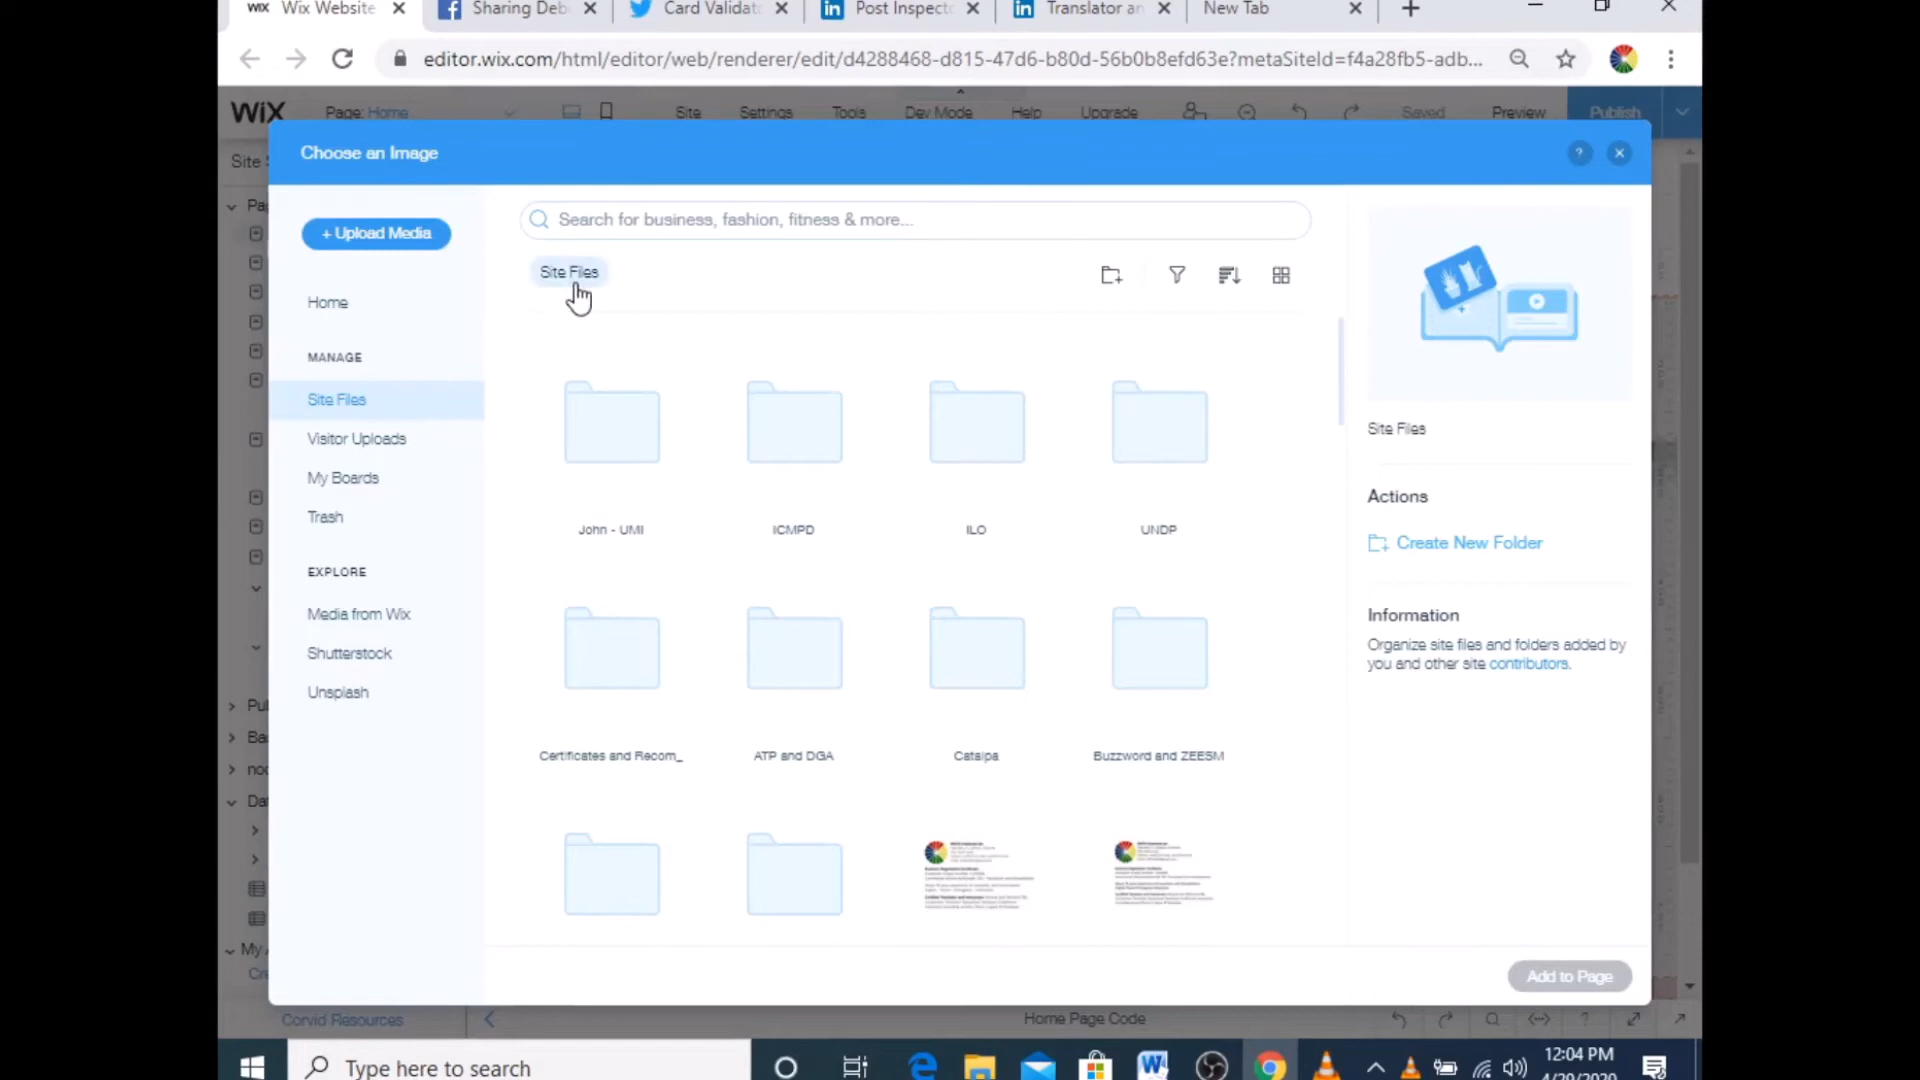 WIX Wix Website
Sharing Deb
Card Validat
Post Inspect
Translator an
New Tab
editor.wix.com/html/editor/web/renderer/edit/d4288468-d815-47d6-b80d-56b0b8efd63e?metaSiteId=f4a28fb5-adb...
WiX Page: Home Site Settings Tools Dev Mode Help Upgrade Saved Preview Publish
Site
Choose an Image
+ Upload Media
Search for business, fashion, fitness & more...
Site Files
Home
MANAGE
Site Files
Visitor Uploads
My Boards
Trash
EXPLORE
Media from Wix
Shutterstock
Unsplash
John - UMI
ICMPD
ILO
UNDP
Certificates and Recom_
ATP and DGA
Catalpa
Buzzword and ZEESM
Site Files
Actions
Create New Folder
Information
Organize site files and folders added by
you and other site contributors.
Add to Page
Corvid Resources
Home Page Code
Type here to search
12:04 PM
4/29/2020